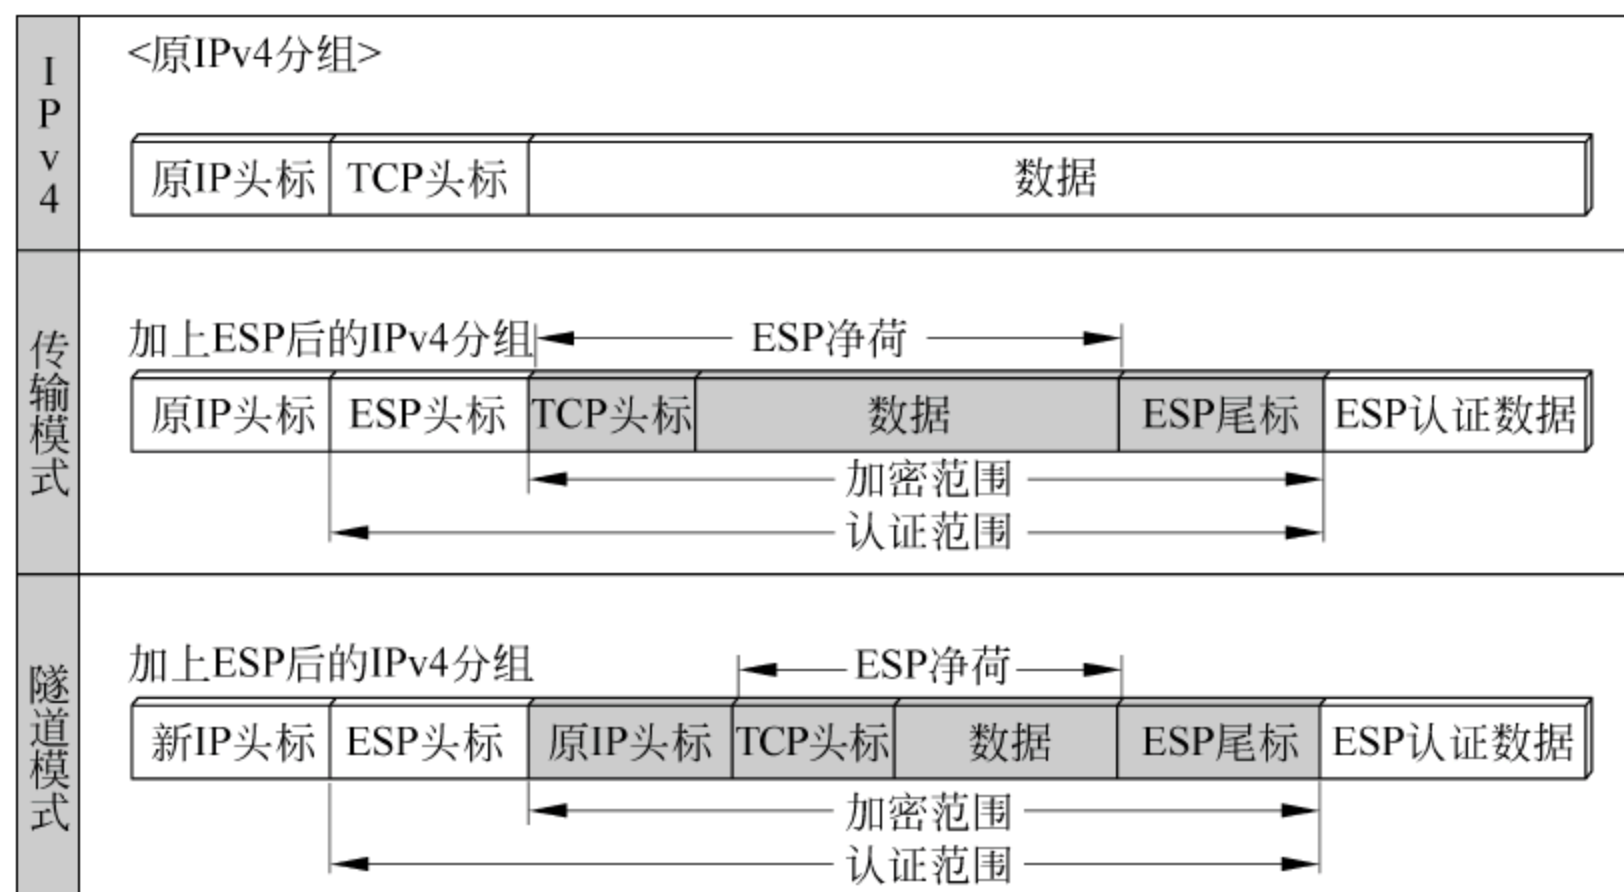 IPv4
<原IPv4分组>
原IP头标 TCP头标 数据
传输模式
加上ESP后的IPv4分组 ESP净荷
原IP头标 ESP头标 TCP头标 数据 ESP尾标 ESP认证数据
加密范围
认证范围
隧道模式
加上ESP后的IPv4分组 ESP净荷
新IP头标 ESP头标 原IP头标 TCP头标 数据 ESP尾标 ESP认证数据
加密范围
认证范围